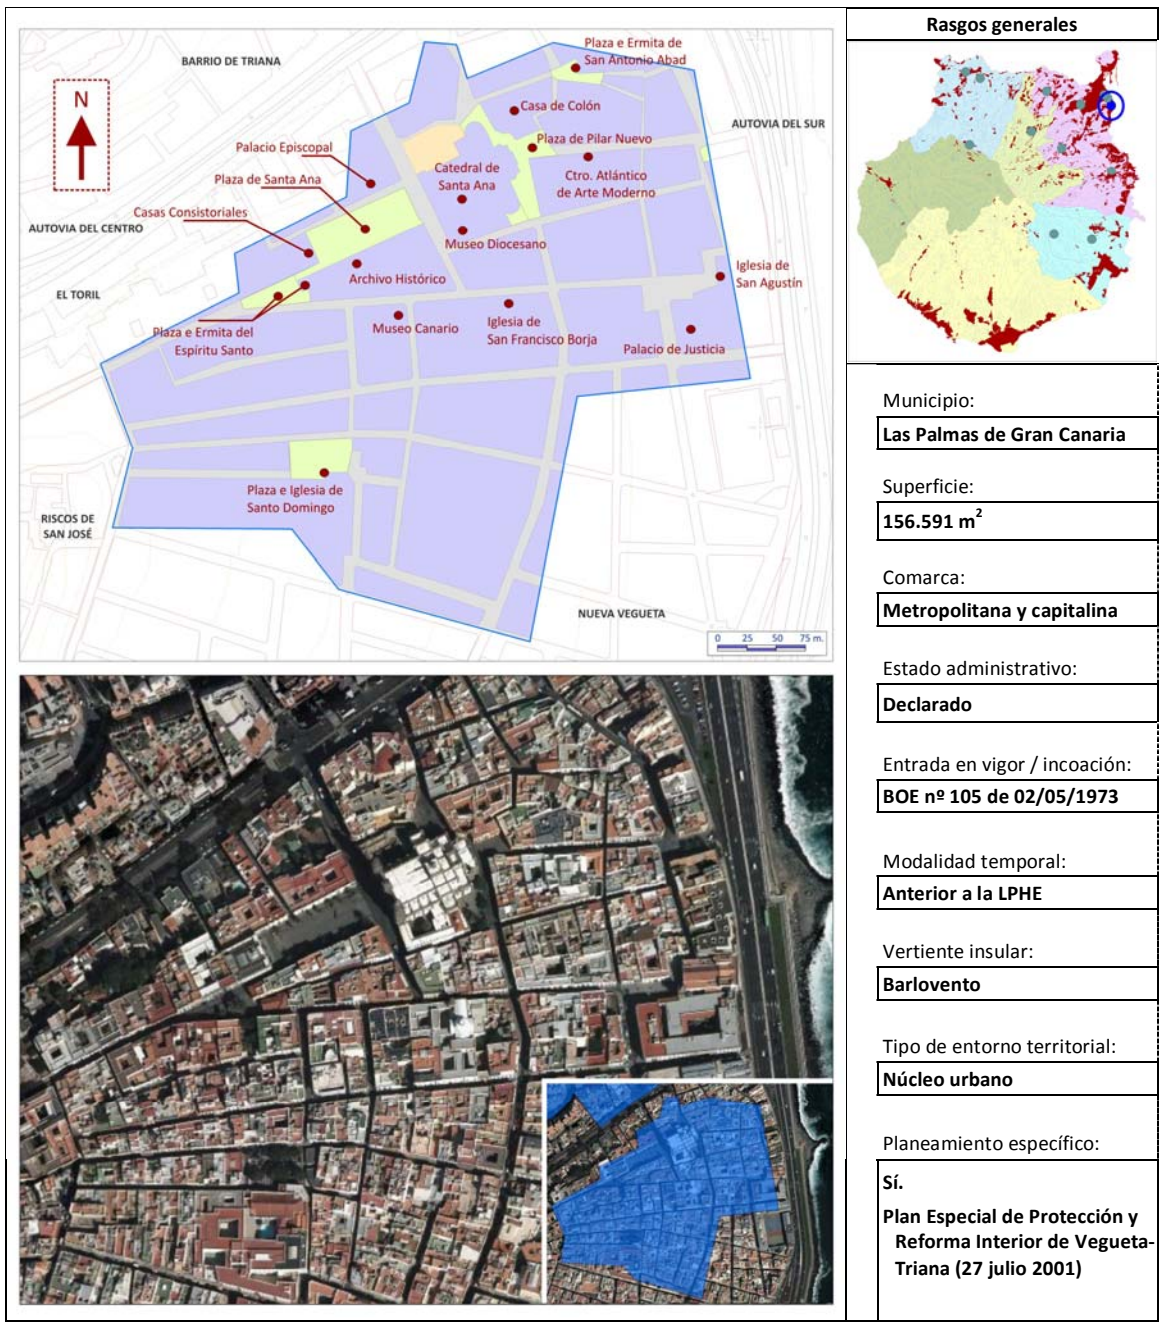 Rasgos generales
BARRIO DE TRIANA
Plaza e Ermita de
San Antonio Abad
N
Casa de Colón
AUTOVIA DEL SUR
Plaza de Pilar Nuevo
Palacio Episcopal
Catedral de
Santa Ana
Ctro. Atlántico
de Arte Moderno
Plaza de Santa Ana
Casas Consistoriales
AUTOVIA DEL CENTRO
Museo Diocesano
Archivo Histórico
Iglesia de
San Agustín
EL TORIL
Plaza e Ermita del
Espíritu Santo
Museo Canario
Iglesia de
San Francisco Borja
Palacio de Justicia
Plaza e Iglesia de
Santo Domingo
RISCOS DE
SAN JOSÉ
NUEVA VEGUETA
0 25 50 75 m.
Municipio:
Las Palmas de Gran Canaria
Superficie:
156.591 m²
Comarca:
Metropolitana y capitalina
Estado administrativo:
Declarado
Entrada en vigor / incoación:
BOE nº 105 de 02/05/1973
Modalidad temporal:
Anterior a la LPHE
Vertiente insular:
Barlovento
Tipo de entorno territorial:
Núcleo urbano
Planeamiento específico:
Sí.
Plan Especial de Protección y
Reforma Interior de Vegueta-
Triana (27 julio 2001)